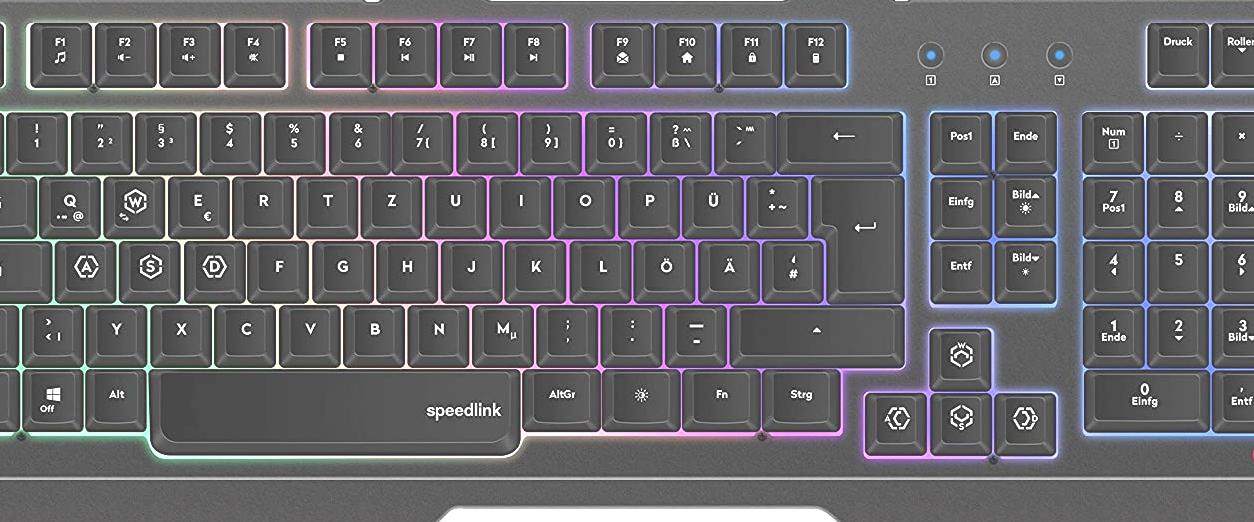 F1 F2 F3 F4 F5 F6 F7 F8 F9 F10 F11 F12 Druck
1 A
! " § $ % & / ( ) = ? Num
1 2 ² 3 ³ 4 5 6 7 { 8 [ 9 ] 0 } ß \ 1 ÷ ×
Pos1 Ende
Q W E R T Z U I O P Ü * Einfg Bild 7 8 9
@ € + ~ Pos1 Bild
A S D F G H J K L Ö Ä ' Entf Bild 4 5 6
#
> Y X C V B N M µ ; : — 1 2 3
< | , . - Ende Bild
W
Off Alt speedlink AltGr Fn Strg 0 ,
Einfg Entf
A S D